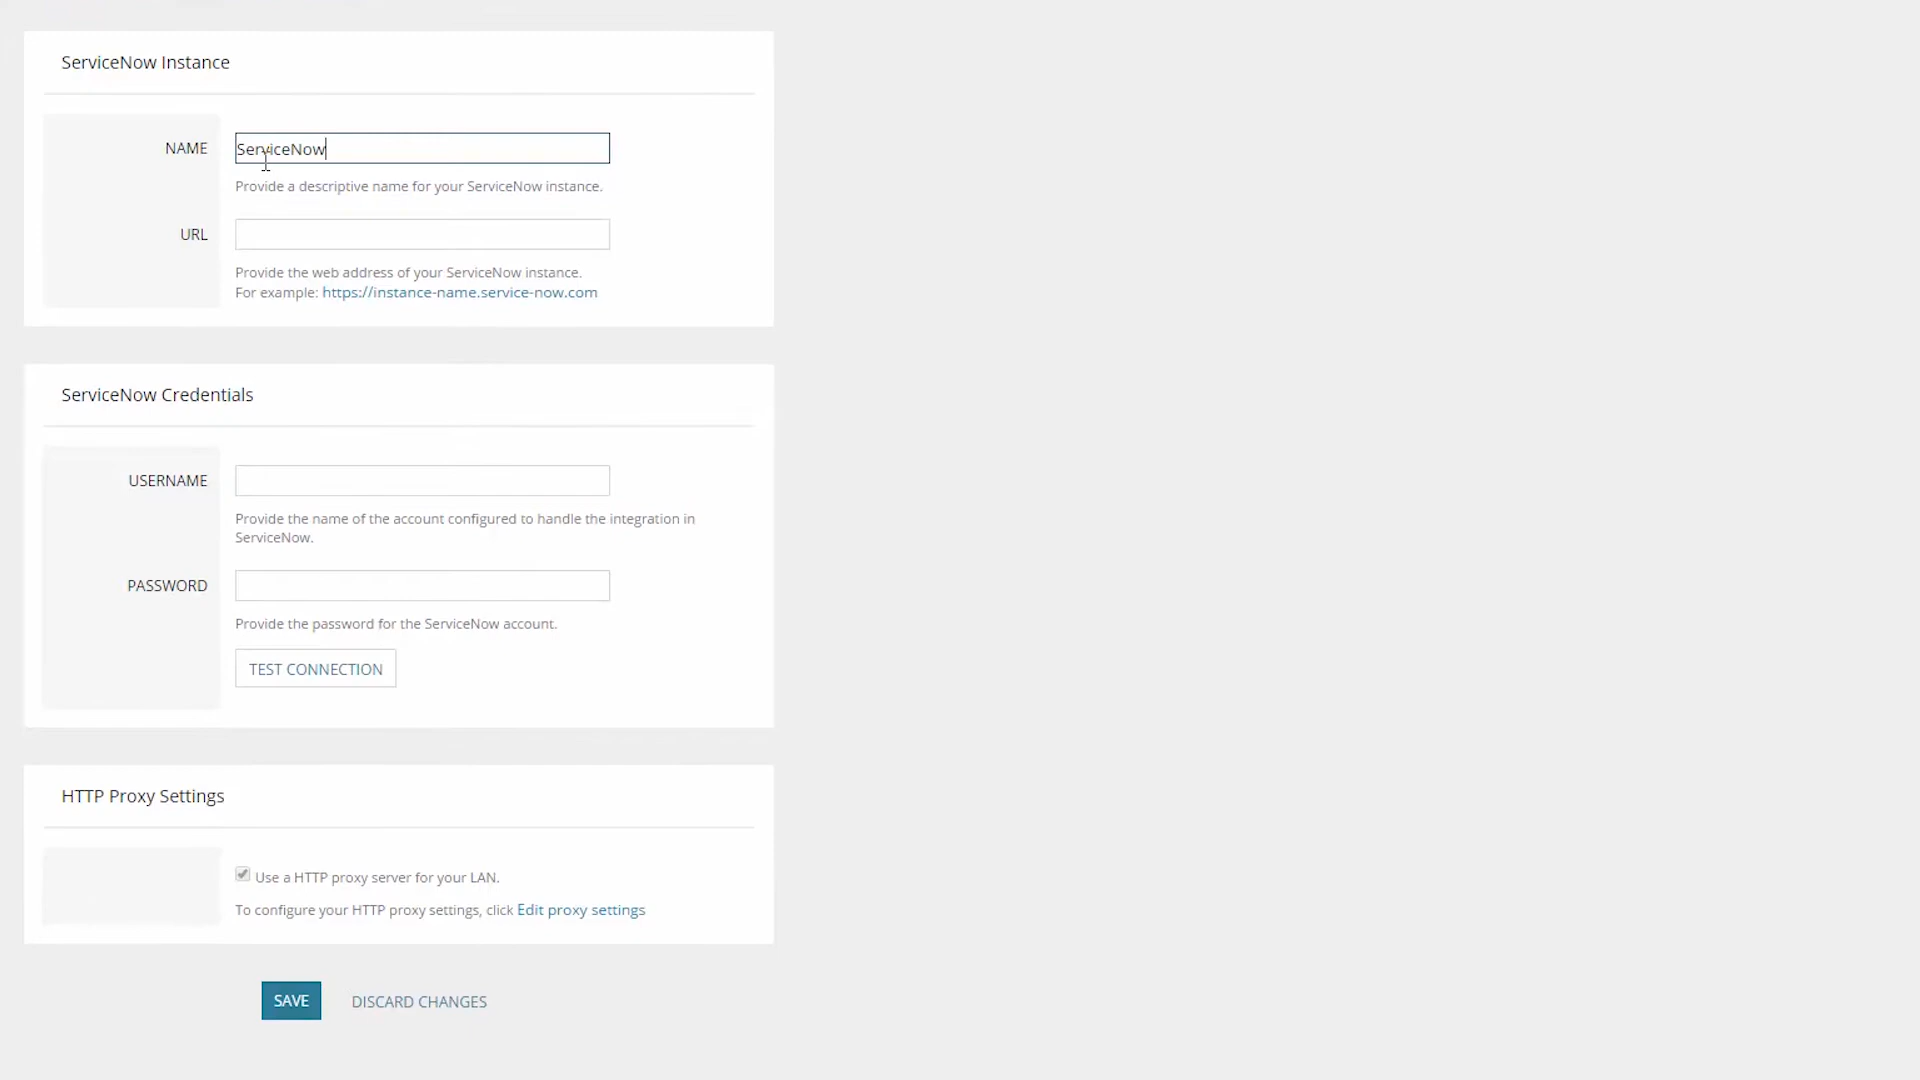 ServiceNow Instance
NAME
ServiceNow
Provide a descriptive name for your ServiceNow instance.
URL
Provide the web address of your ServiceNow instance.
For example: https://instance-name.service-now.com
ServiceNow Credentials
USERNAME
Provide the name of the account configured to handle the integration in
ServiceNow.
PASSWORD
Provide the password for the ServiceNow account.
TEST CONNECTION
HTTP Proxy Settings
Use a HTTP proxy server for your LAN.
To configure your HTTP proxy settings, click Edit proxy settings
SAVE DISCARD CHANGES